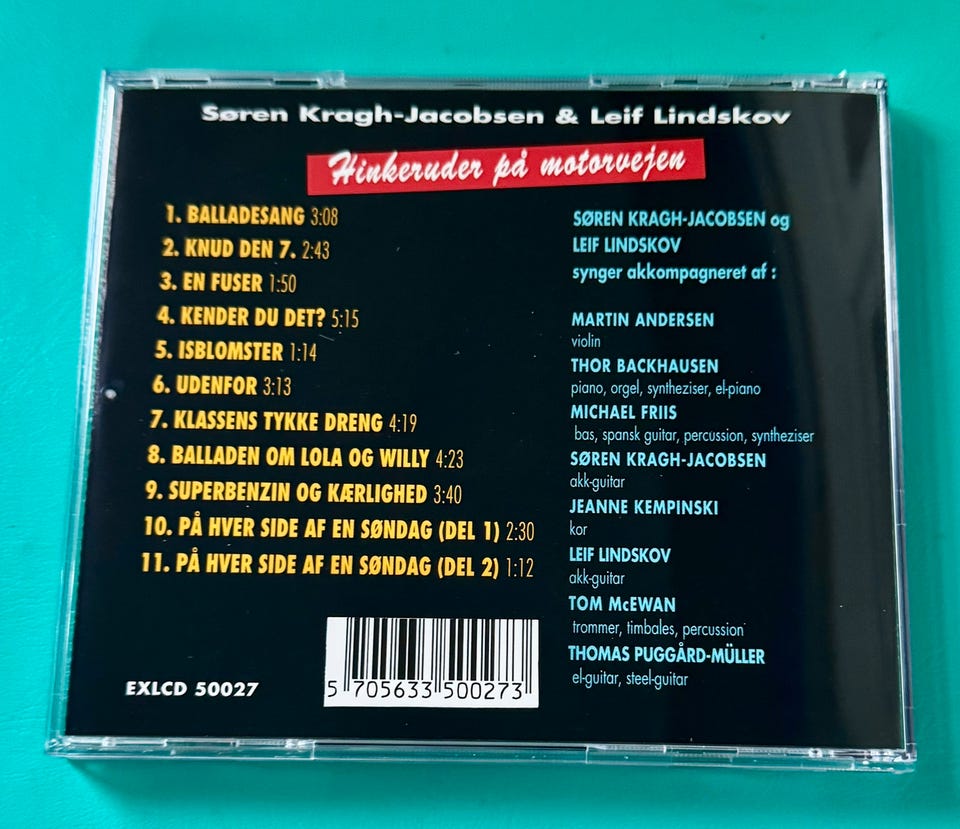 Søren Kragh-Jacobsen & Leif Lindskov
Hinkeruder på motorvejen
1. BALLADESANG 3:08
2. KNUD DEN 7. 2:43
3. EN FUSER 1:50
4. KENDER DU DET? 5:15
5. ISBLOMSTER 1:14
6. UDENFOR 3:13
7. KLASSENS TYKKE DRENG 4:19
8. BALLADEN OM LOLA OG WILLY 4:23
9. SUPERBENZIN OG KÆRLIGHED 3:40
10. PÅ HVER SIDE AF EN SØNDAG (DEL 1) 2:30
11. PÅ HVER SIDE AF EN SØNDAG (DEL 2) 1:12
SØREN KRAGH-JACOBSEN og
LEIF LINDSKOV
synger akkompagneret af :
MARTIN ANDERSEN
violin
THOR BACKHAUSEN
piano, orgel, syntheziser, el-piano
MICHAEL FRIIS
bas, spansk guitar, percussion, syntheziser
SØREN KRAGH-JACOBSEN
akk-guitar
JEANNE KEMPINSKI
kor
LEIF LINDSKOV
akk-guitar
TOM McEWAN
trommer, timbales, percussion
THOMAS PUGGÅRD-MÜLLER
el-guitar, steel-guitar
EXLCD 50027
5 705633 500273